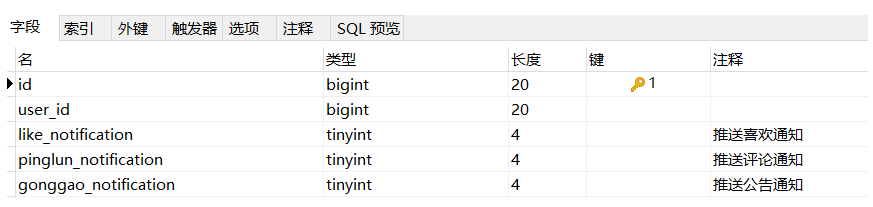 字段 索引 外键 触发器 选项 注释 SQL 预览
名 类型 长度 键 注释
id bigint 20 1
user_id bigint 20
like_notification tinyint 4 推送喜欢通知
pinglun_notification tinyint 4 推送评论通知
gonggao_notification tinyint 4 推送公告通知